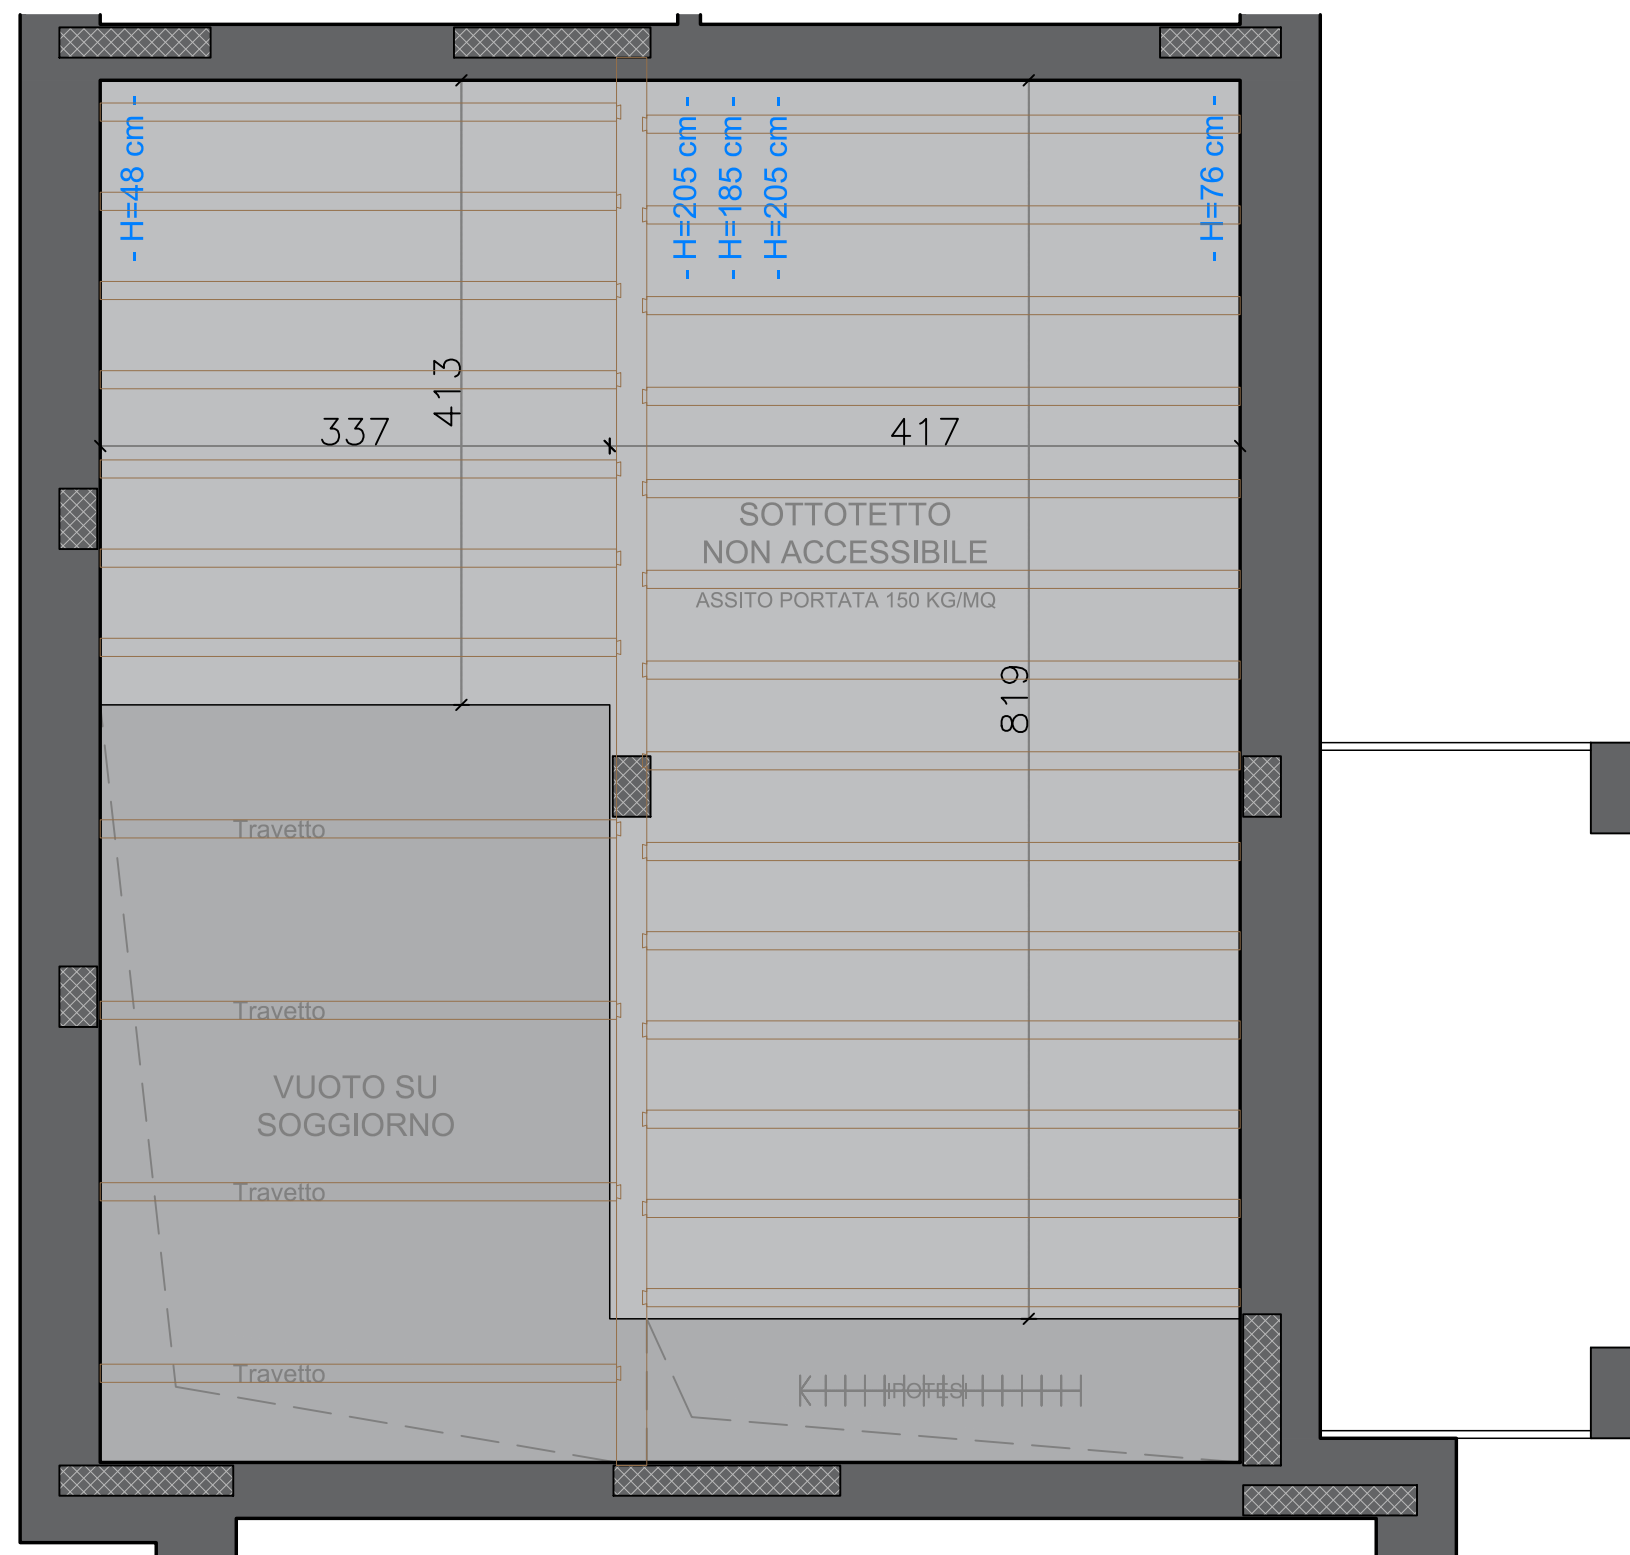 - H=48 cm -
- H=205 cm -
- H=185 cm -
- H=205 cm -
- H=76 cm -
413
337
417
SOTTOTETTO
NON ACCESSIBILE
ASSITO PORTATA 150 KG/MQ
819
Travetto
Travetto
VUOTO SU
SOGGIORNO
Travetto
Travetto
IPOTESI